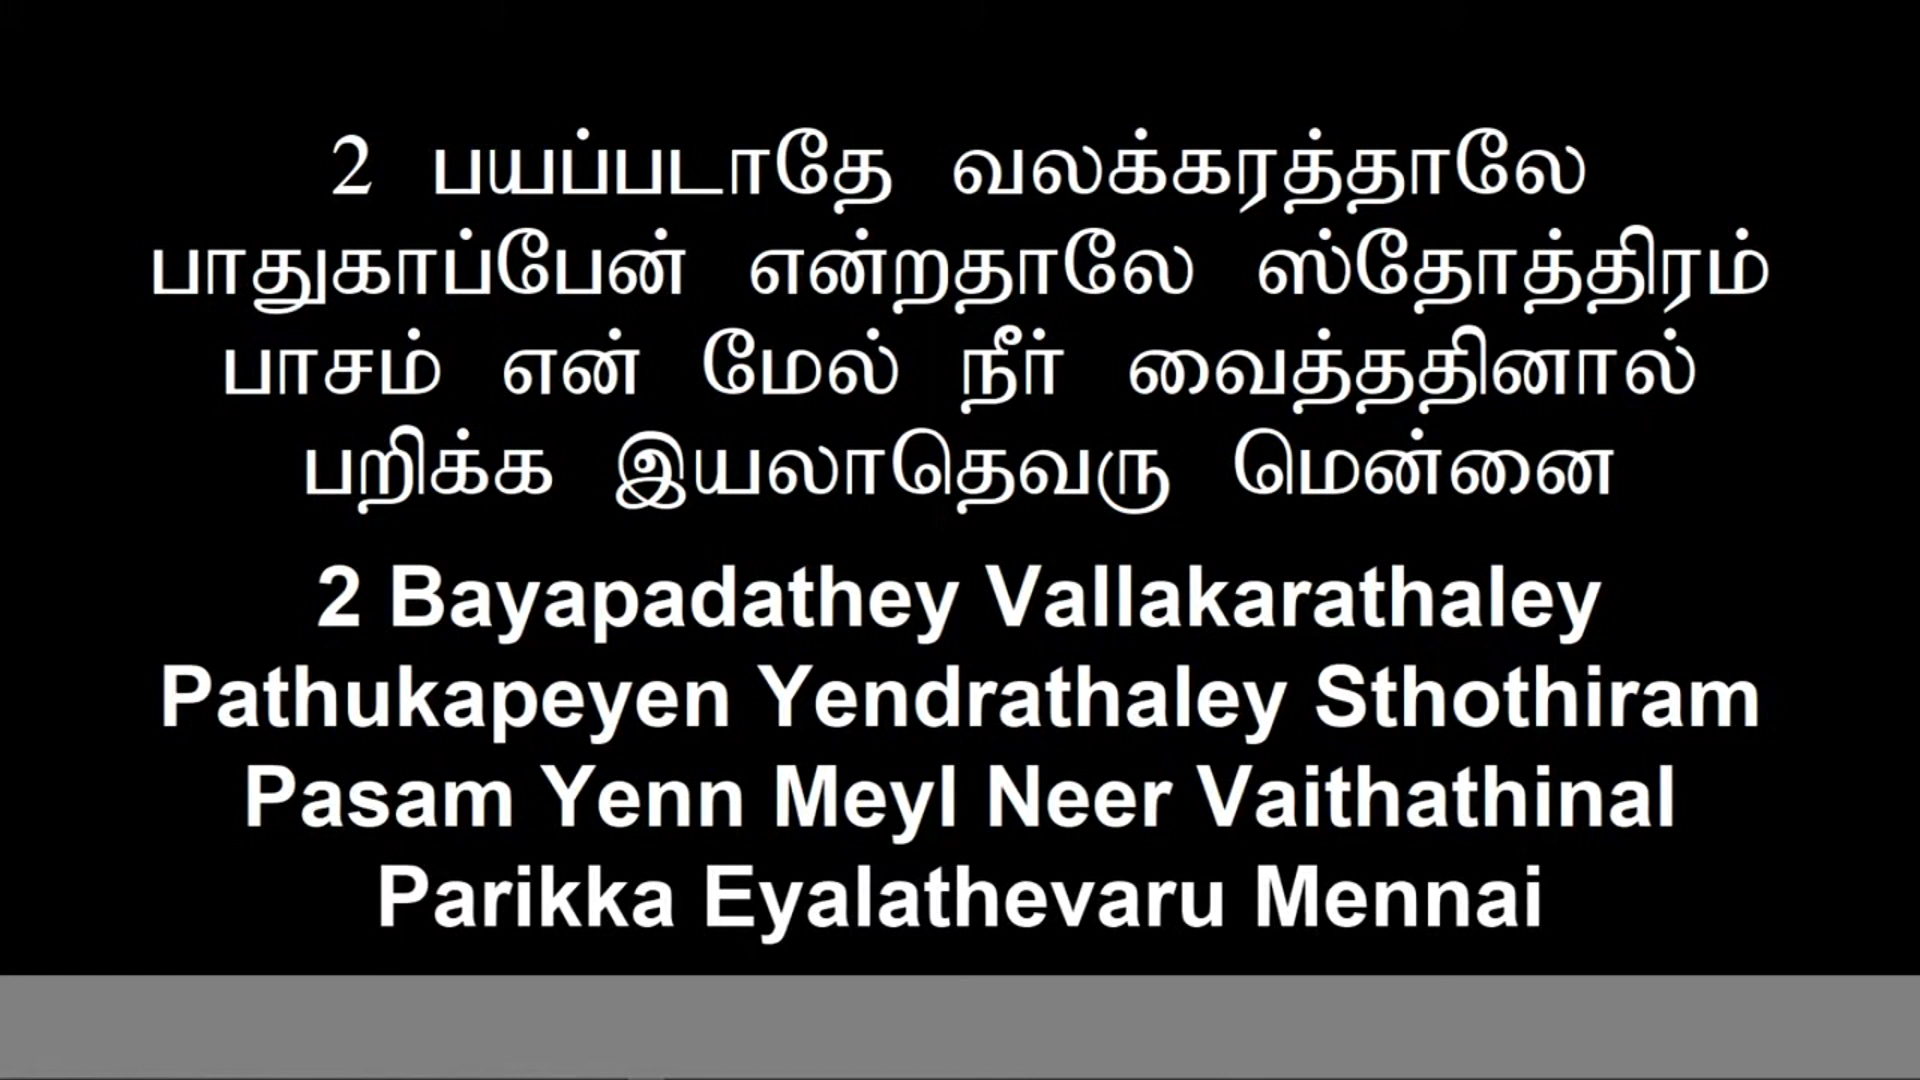 2 பயப்படாதே வலக்கரத்தாலே
பாதுகாப்பேன் என்றதாலே ஸ்தோத்திரம்
பாசம் என் மேல் நீர் வைத்ததினால்
பறிக்க இயலாதெவரு மென்னை
2 Bayapadathey Vallakarathaley
Pathukapeyen Yendrathaley Sthothiram
Pasam Yenn Meyl Neer Vaithathinal
Parikka Eyalathevaru Mennai